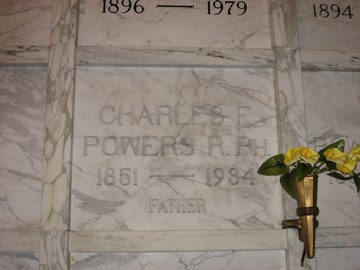 1896 — 1979
1894
CHARLES E.
POWERS R.PH.
1851 — 1934
FATHER